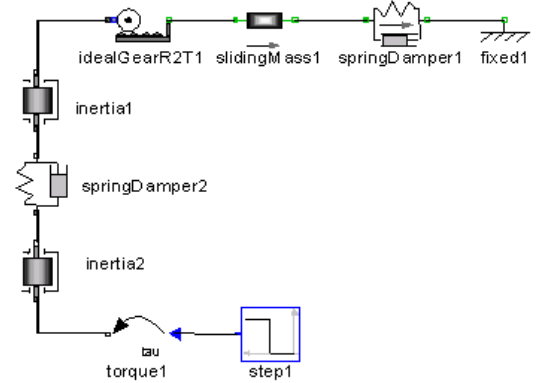 idealGearR2T1 slidingMass1 springDamper1 fixed1
inertia1
springDamper2
inertia2
tau
torque1 step1